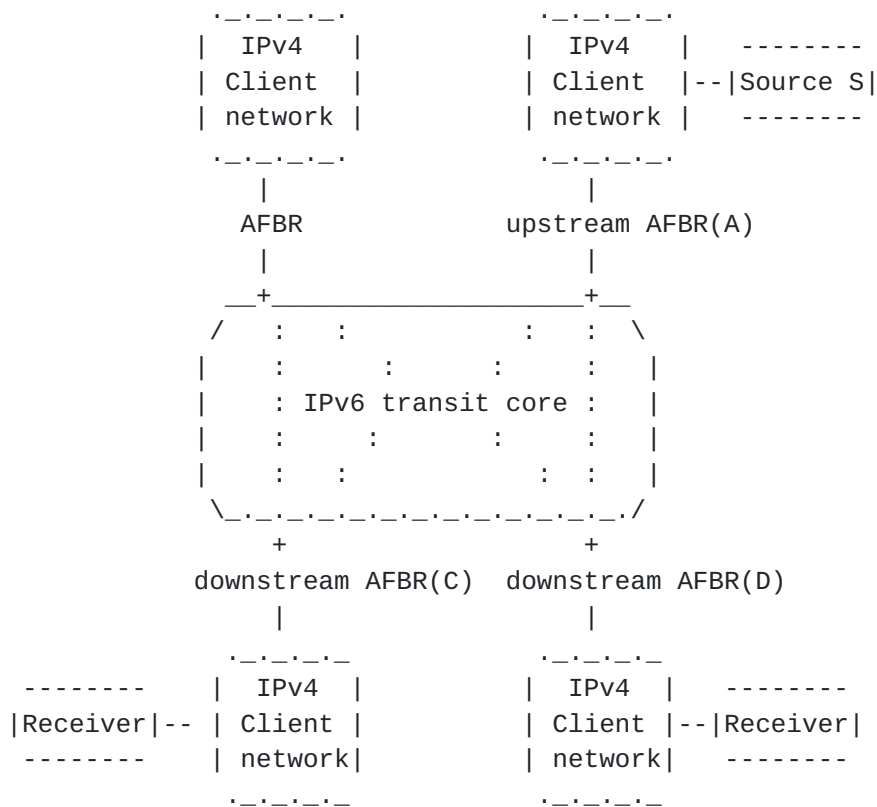 IPv4 IPv4
Client Client Source S
network network
AFBR upstream AFBR(A)
IPv6 transit core
downstream AFBR(C) downstream AFBR(D)
IPv4 IPv4
Receiver Client Client Receiver
network network